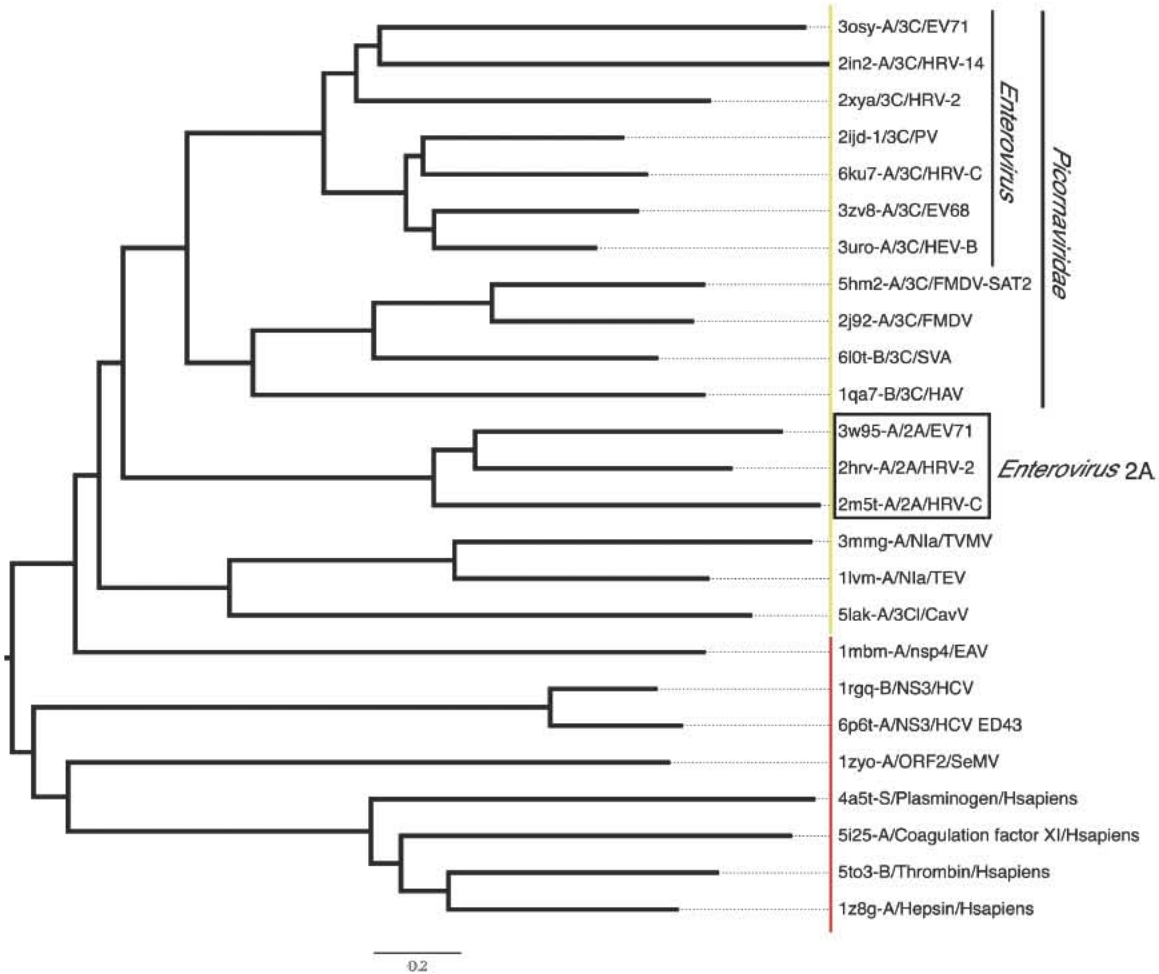 3osy-A/3C/EV71
2in2-A/3C/HRV-14
2xya/3C/HRV-2
2ijd-1/3C/PV
6ku7-A/3C/HRV-C
3zv8-A/3C/EV68
3uro-A/3C/HEV-B
Enterovirus
5hm2-A/3C/FMDV-SAT2
2j92-A/3C/FMDV
6l0t-B/3C/SVA
1qa7-B/3C/HAV
Picornaviridae
3w95-A/2A/EV71
2hrv-A/2A/HRV-2
2m5t-A/2A/HRV-C
Enterovirus 2A
3mmg-A/NIa/TVMV
1lvm-A/NIa/TEV
5lak-A/3Cl/CavV
1mbm-A/nsp4/EAV
1rgq-B/NS3/HCV
6p6t-A/NS3/HCV ED43
1zyo-A/ORF2/SeMV
4a5t-S/Plasminogen/Hsapiens
5i25-A/Coagulation factor XI/Hsapiens
5to3-B/Thrombin/Hsapiens
1z8g-A/Hepsin/Hsapiens
0.2